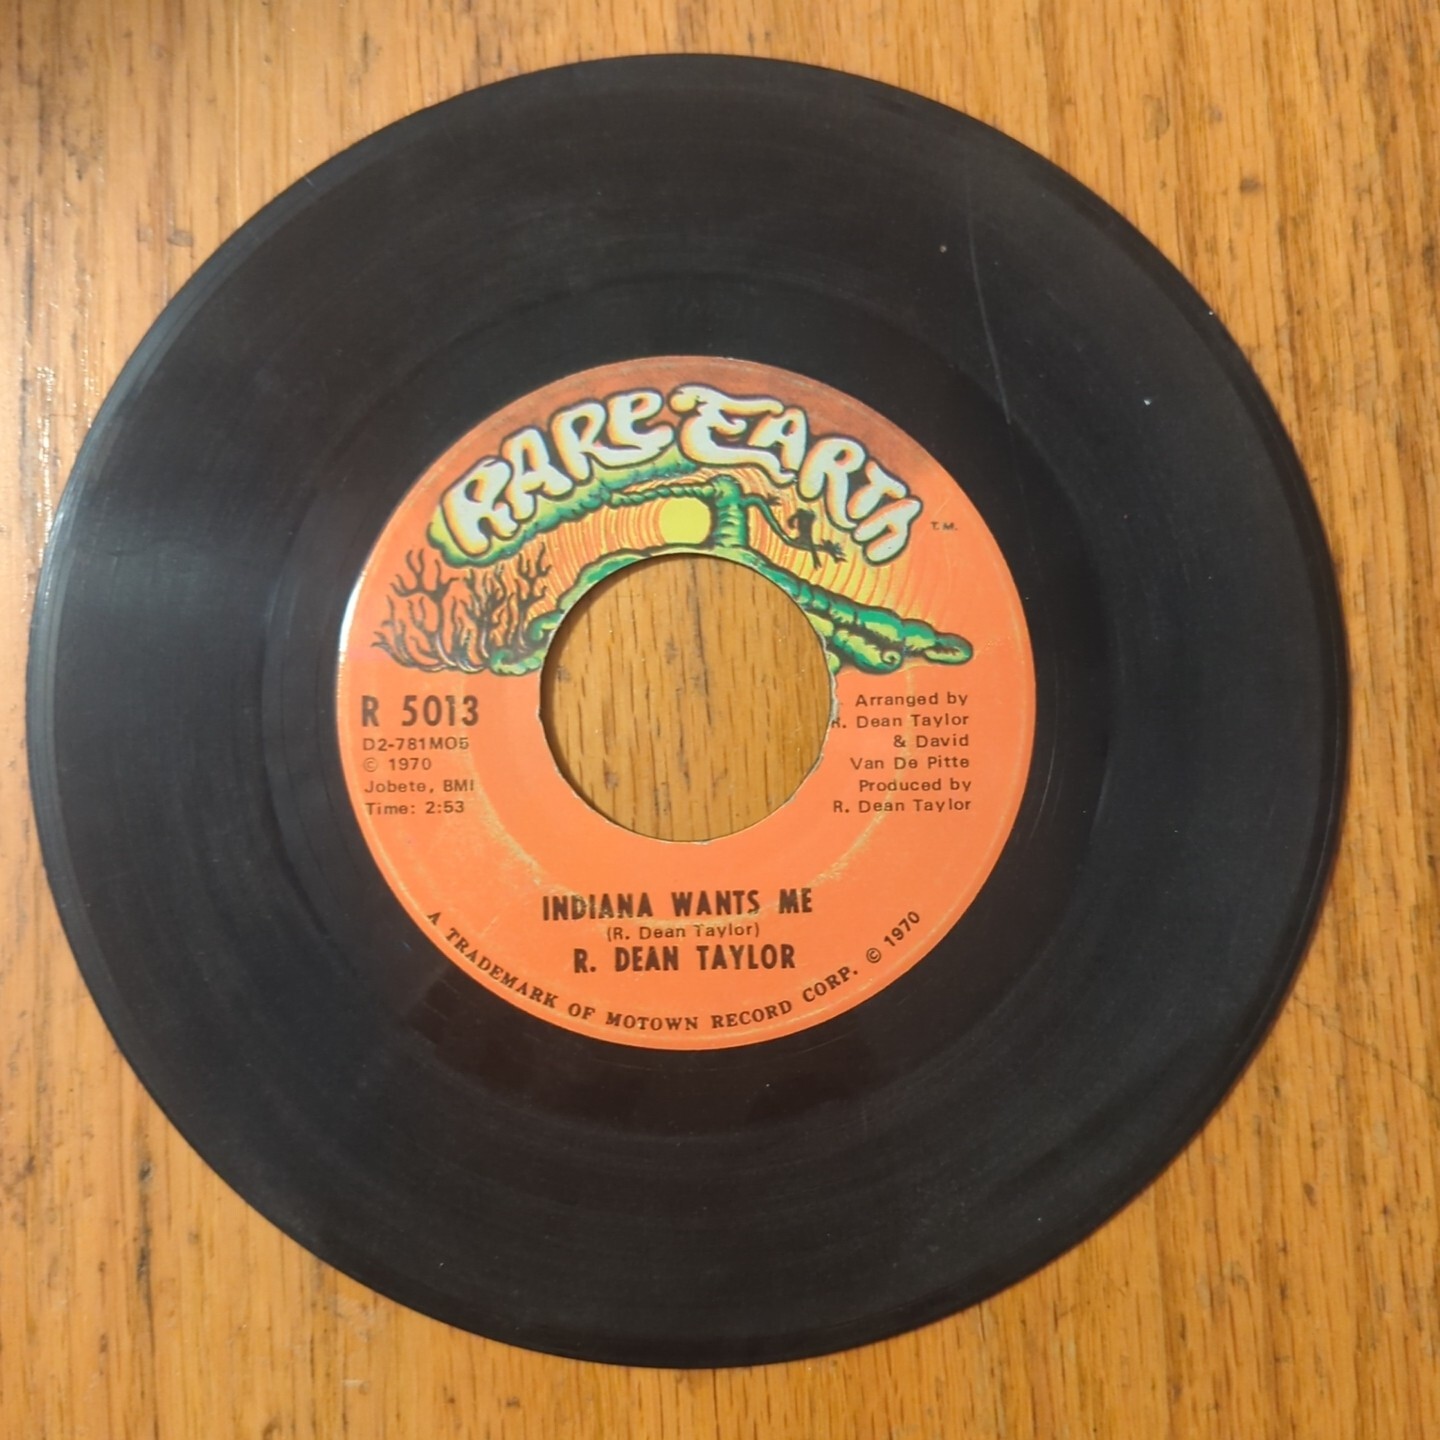 RARE EARTH
T.M.
R 5013
D2-781MO5
© 1970
Jobete, BMI
Time: 2:53
Arranged by
R. Dean Taylor
& David
Van De Pitte
Produced by
R. Dean Taylor
INDIANA WANTS ME
(R. Dean Taylor)
R. DEAN TAYLOR
A TRADEMARK OF MOTOWN RECORD CORP. © 1970